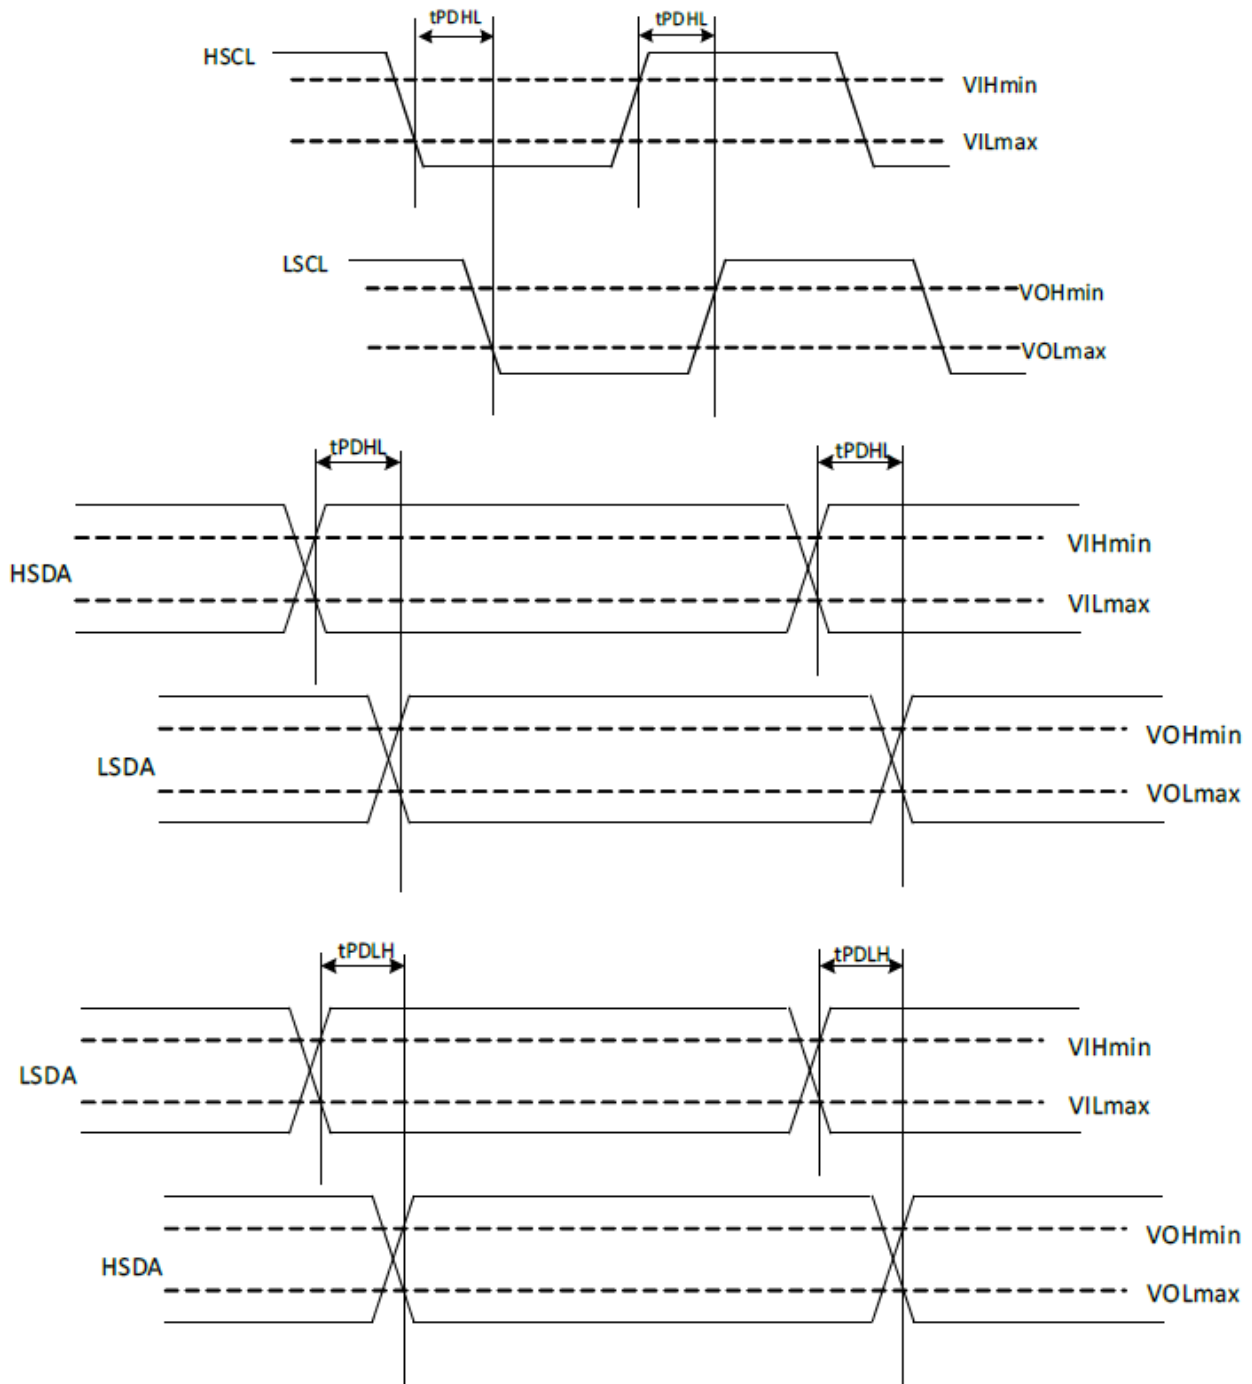 tPDHL tPDHL
HSCL
VIHmin
VILmax
LSCL
VOHmin
VOLmax
tPDHL tPDHL
VIHmin
HSDA
VILmax
VOHmin
LSDA
VOLmax
tPDLH tPDLH
VIHmin
LSDA
VILmax
VOHmin
HSDA
VOLmax